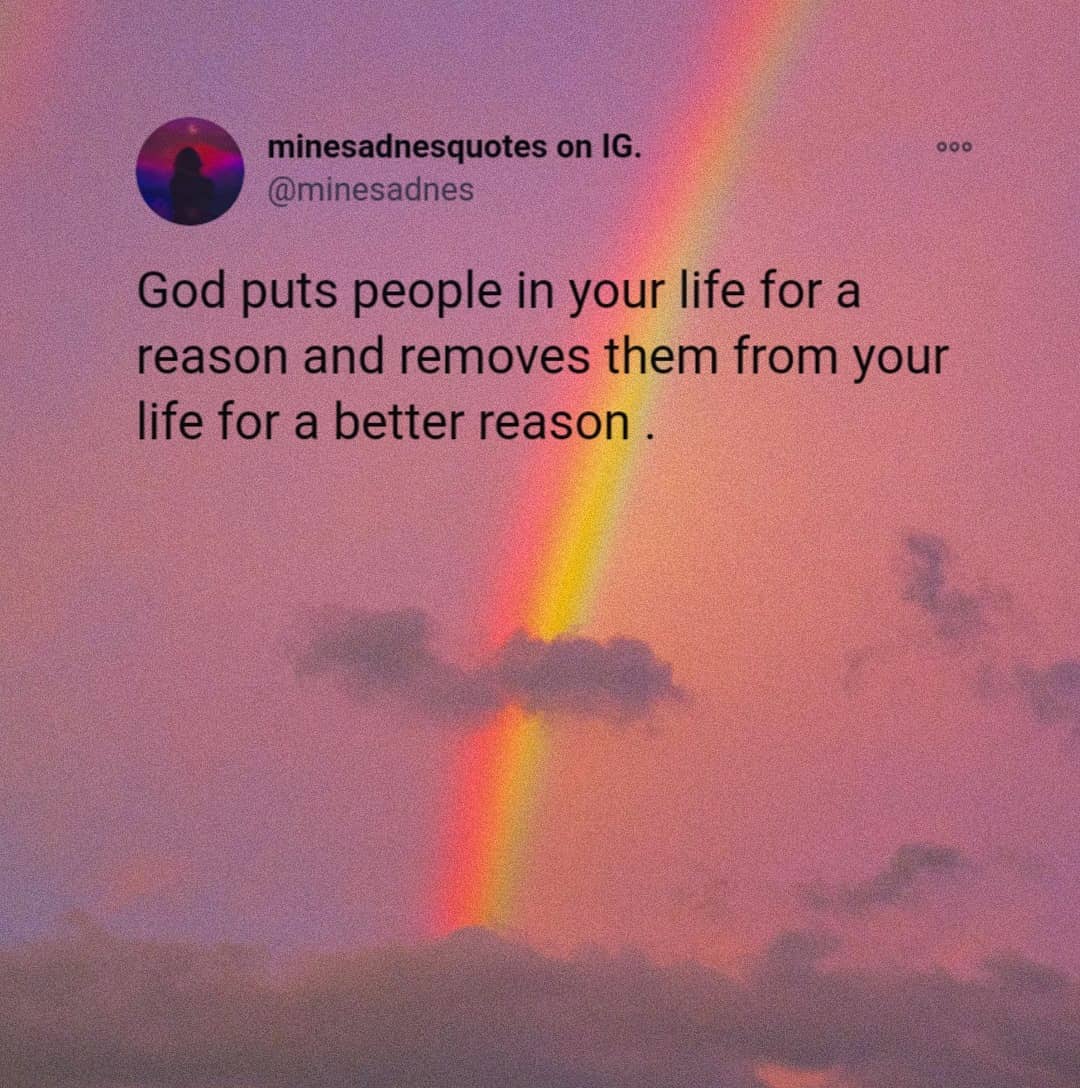 minesadnesquotes on IG.
@minesadnes
God puts people in your life for a
reason and removes them from your
life for a better reason .